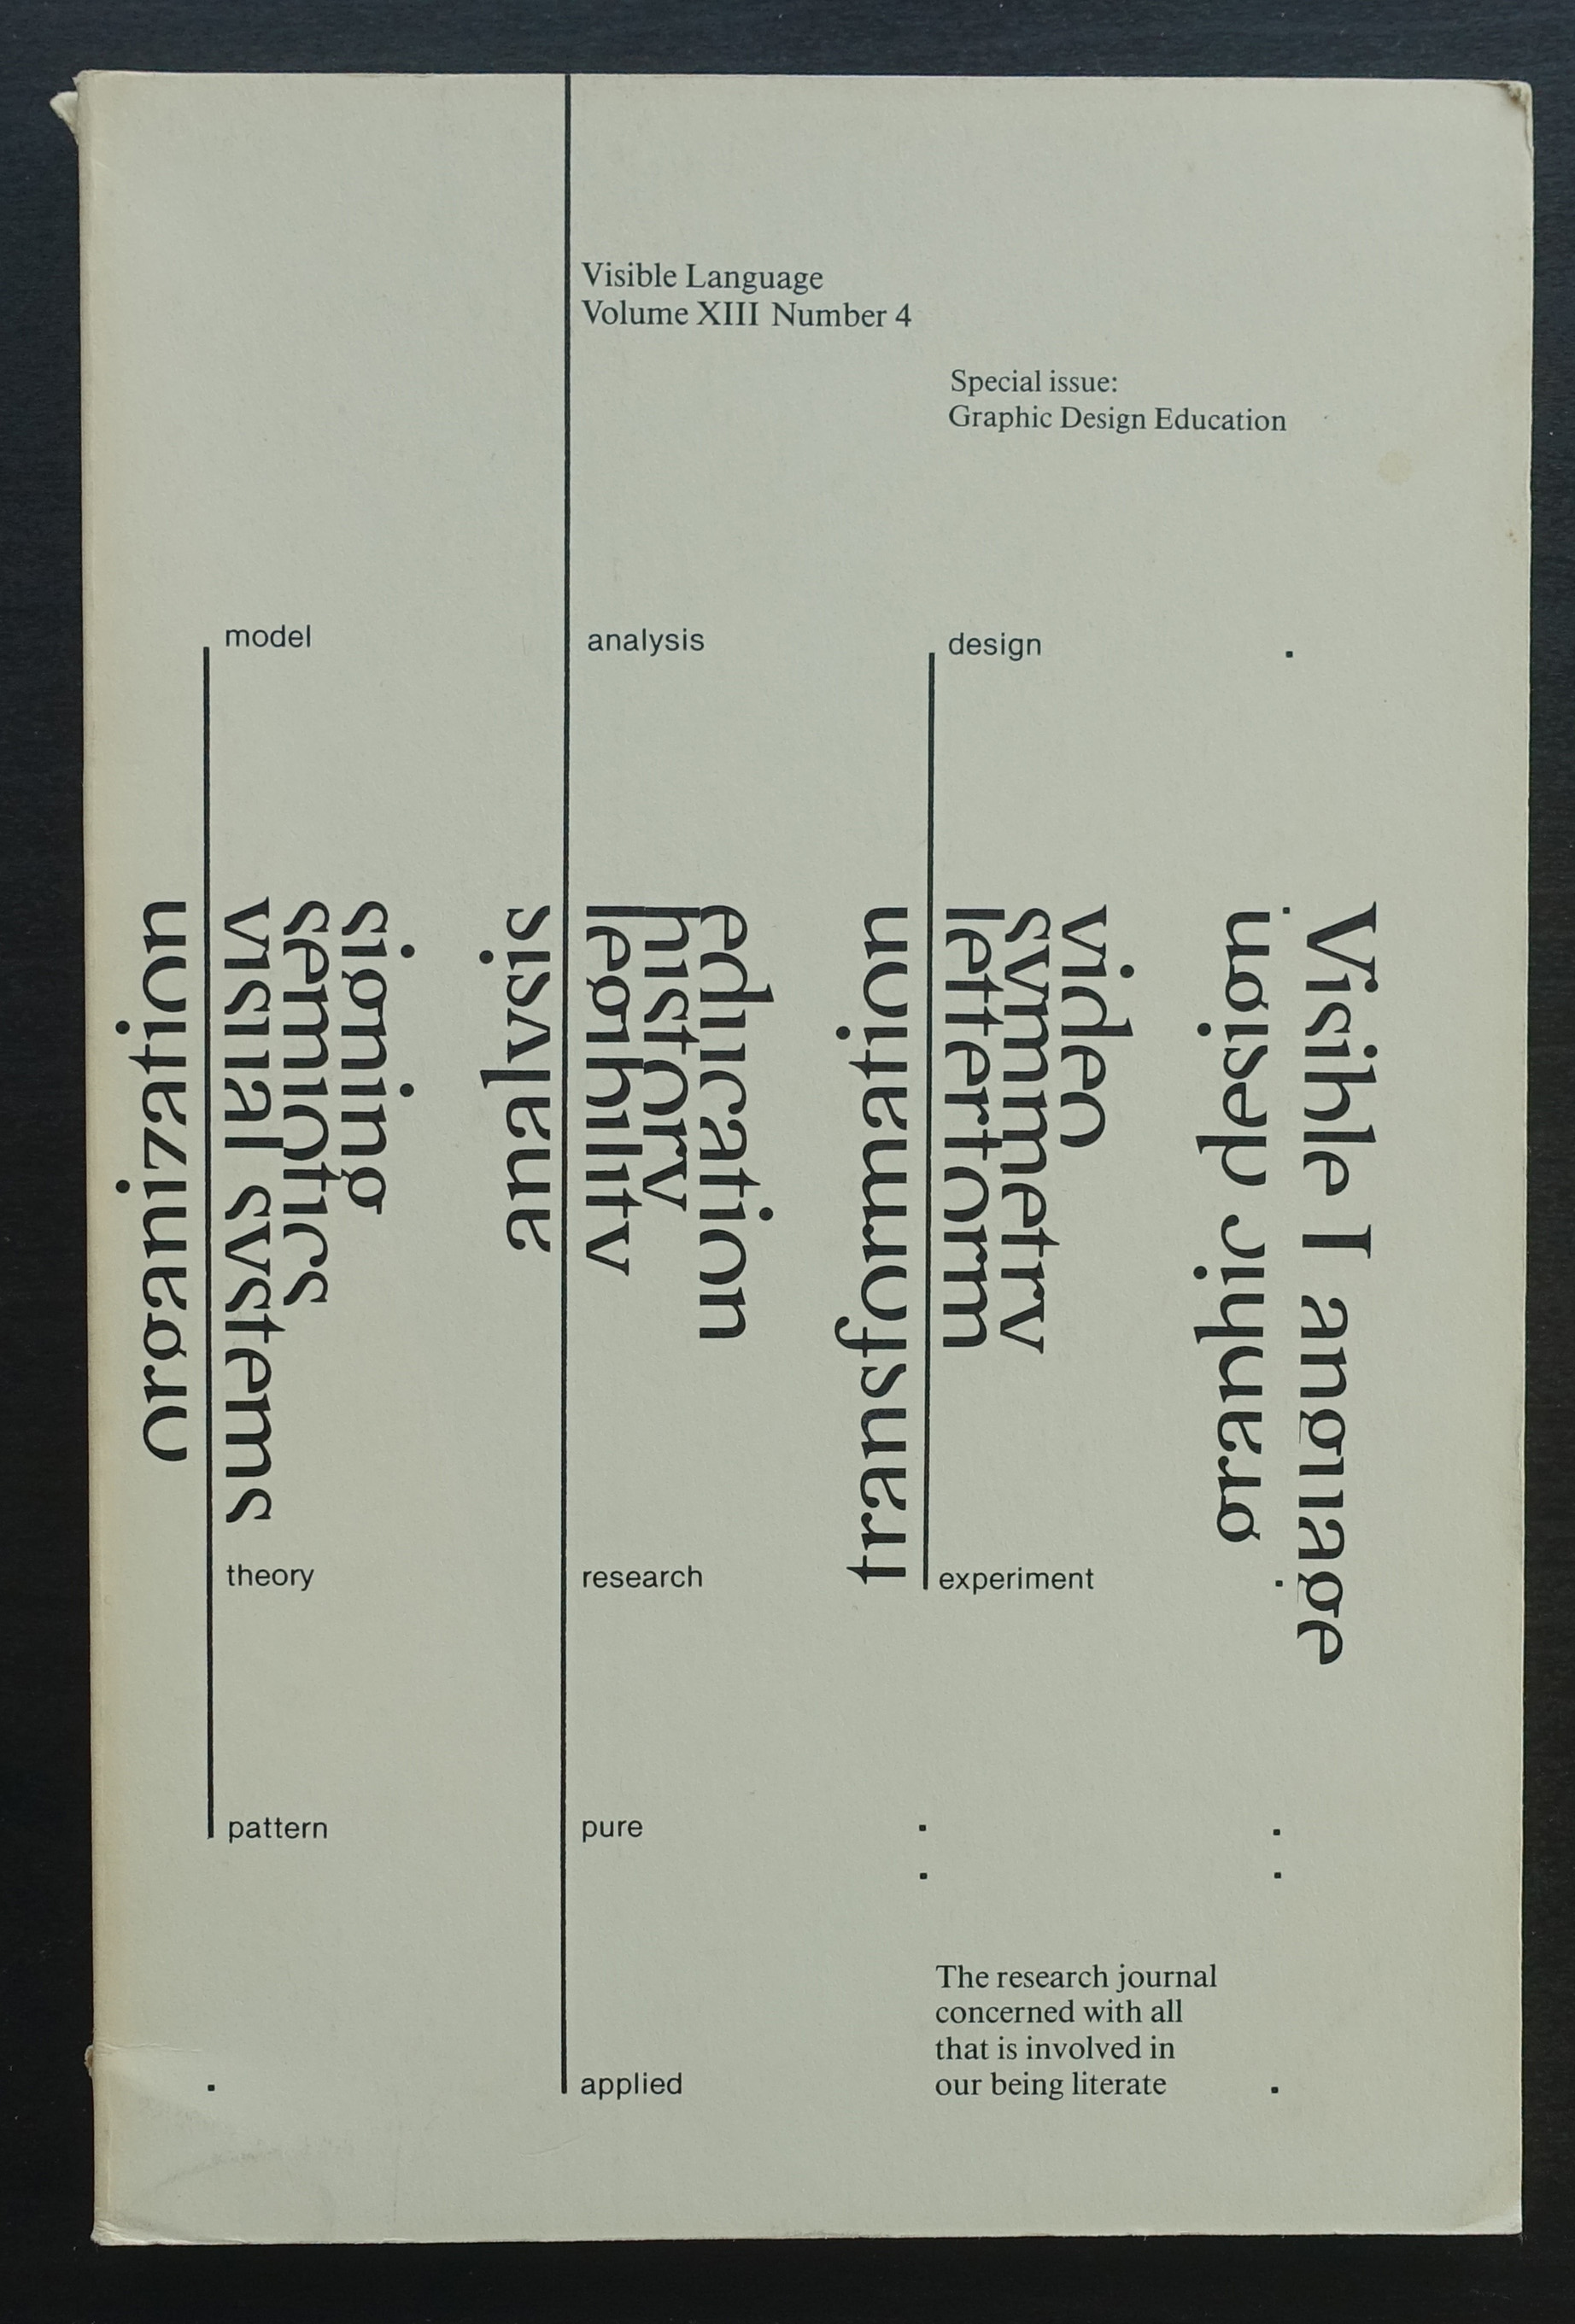 Visible Language
Volume XIII Number 4
Special issue:
Graphic Design Education
model
analysis
design
organization
visual systems
semiotics
signing
analysis
legibility
history
education
transformation
letterform
symmetry
video
graphic design
Visible Language
theory
research
experiment
pattern
pure
applied
The research journal
concerned with all
that is involved in
our being literate